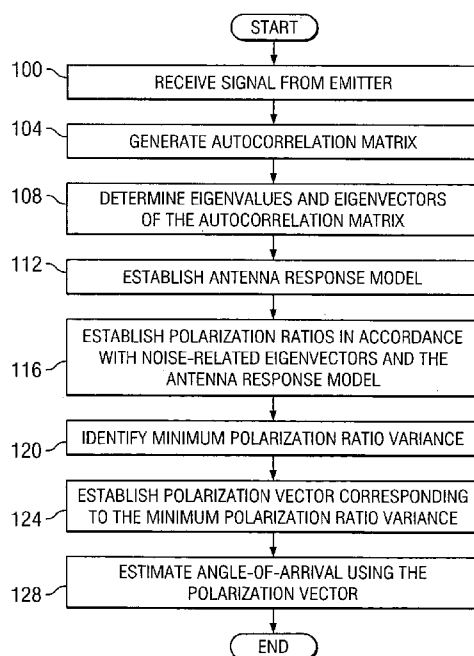 START
100
RECEIVE SIGNAL FROM EMITTER
104
GENERATE AUTOCORRELATION MATRIX
108
DETERMINE EIGENVALUES AND EIGENVECTORS
OF THE AUTOCORRELATION MATRIX
112
ESTABLISH ANTENNA RESPONSE MODEL
116
ESTABLISH POLARIZATION RATIOS IN ACCORDANCE
WITH NOISE-RELATED EIGENVECTORS AND THE
ANTENNA RESPONSE MODEL
120
IDENTIFY MINIMUM POLARIZATION RATIO VARIANCE
124
ESTABLISH POLARIZATION VECTOR CORRESPONDING
TO THE MINIMUM POLARIZATION RATIO VARIANCE
128
ESTIMATE ANGLE-OF-ARRIVAL USING THE
POLARIZATION VECTOR
END